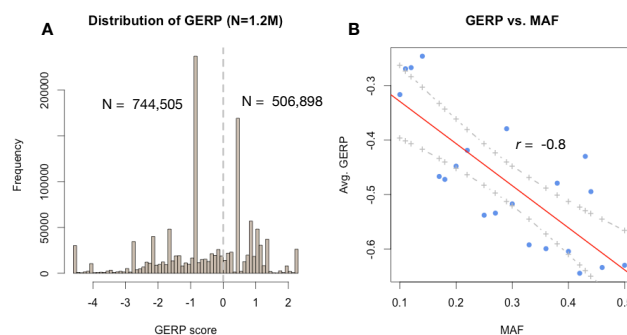 A
Distribution of GERP (N=1.2M)
N = 744,505
N = 506,898
Frequency
0
50000
100000
200000
-4 -3 -2 -1 0 1 2
GERP score
B
GERP vs. MAF
r = -0.8
Avg. GERP
-0.3
-0.4
-0.5
-0.6
0.1 0.2 0.3 0.4
MAF